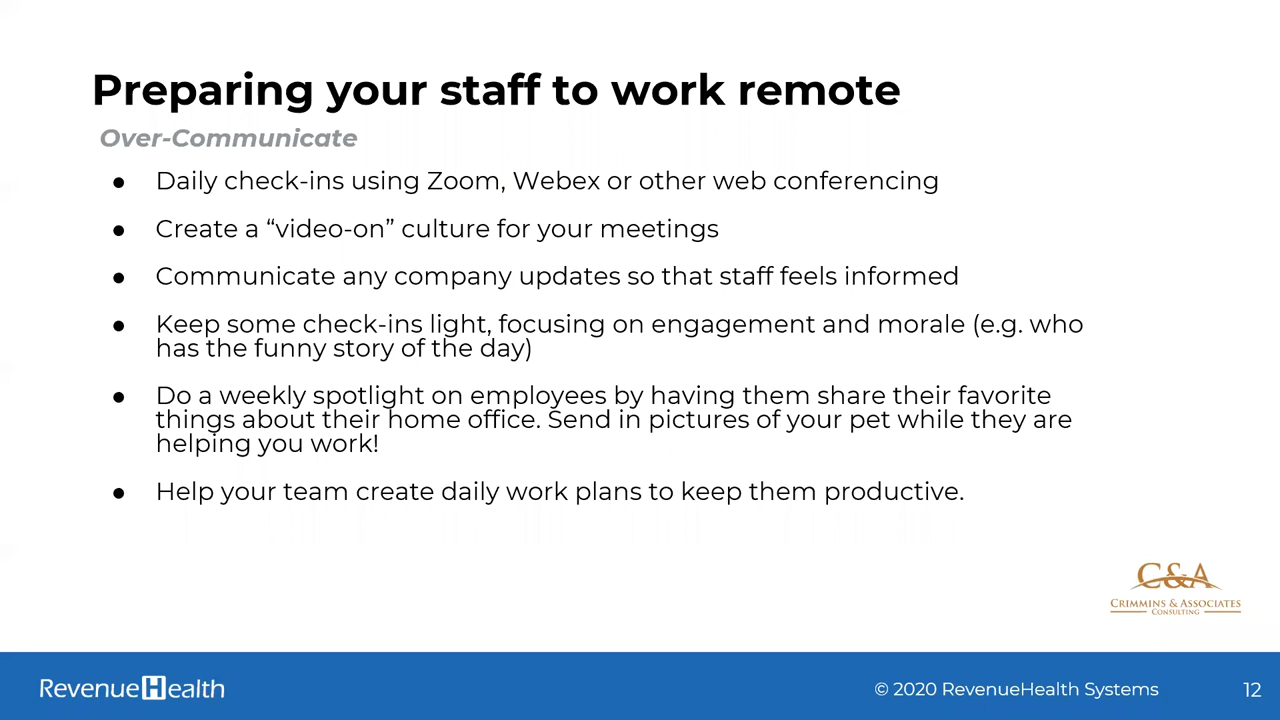 Preparing your staff to work remote
Over-Communicate
● Daily check-ins using Zoom, Webex or other web conferencing
● Create a “video-on” culture for your meetings
● Communicate any company updates so that staff feels informed
● Keep some check-ins light, focusing on engagement and morale (e.g. who
has the funny story of the day)
● Do a weekly spotlight on employees by having them share their favorite
things about their home office. Send in pictures of your pet while they are
helping you work!
● Help your team create daily work plans to keep them productive.
C&A
CRIMMINS & ASSOCIATES
CONSULTING
RevenueHealth
© 2020 RevenueHealth Systems
12